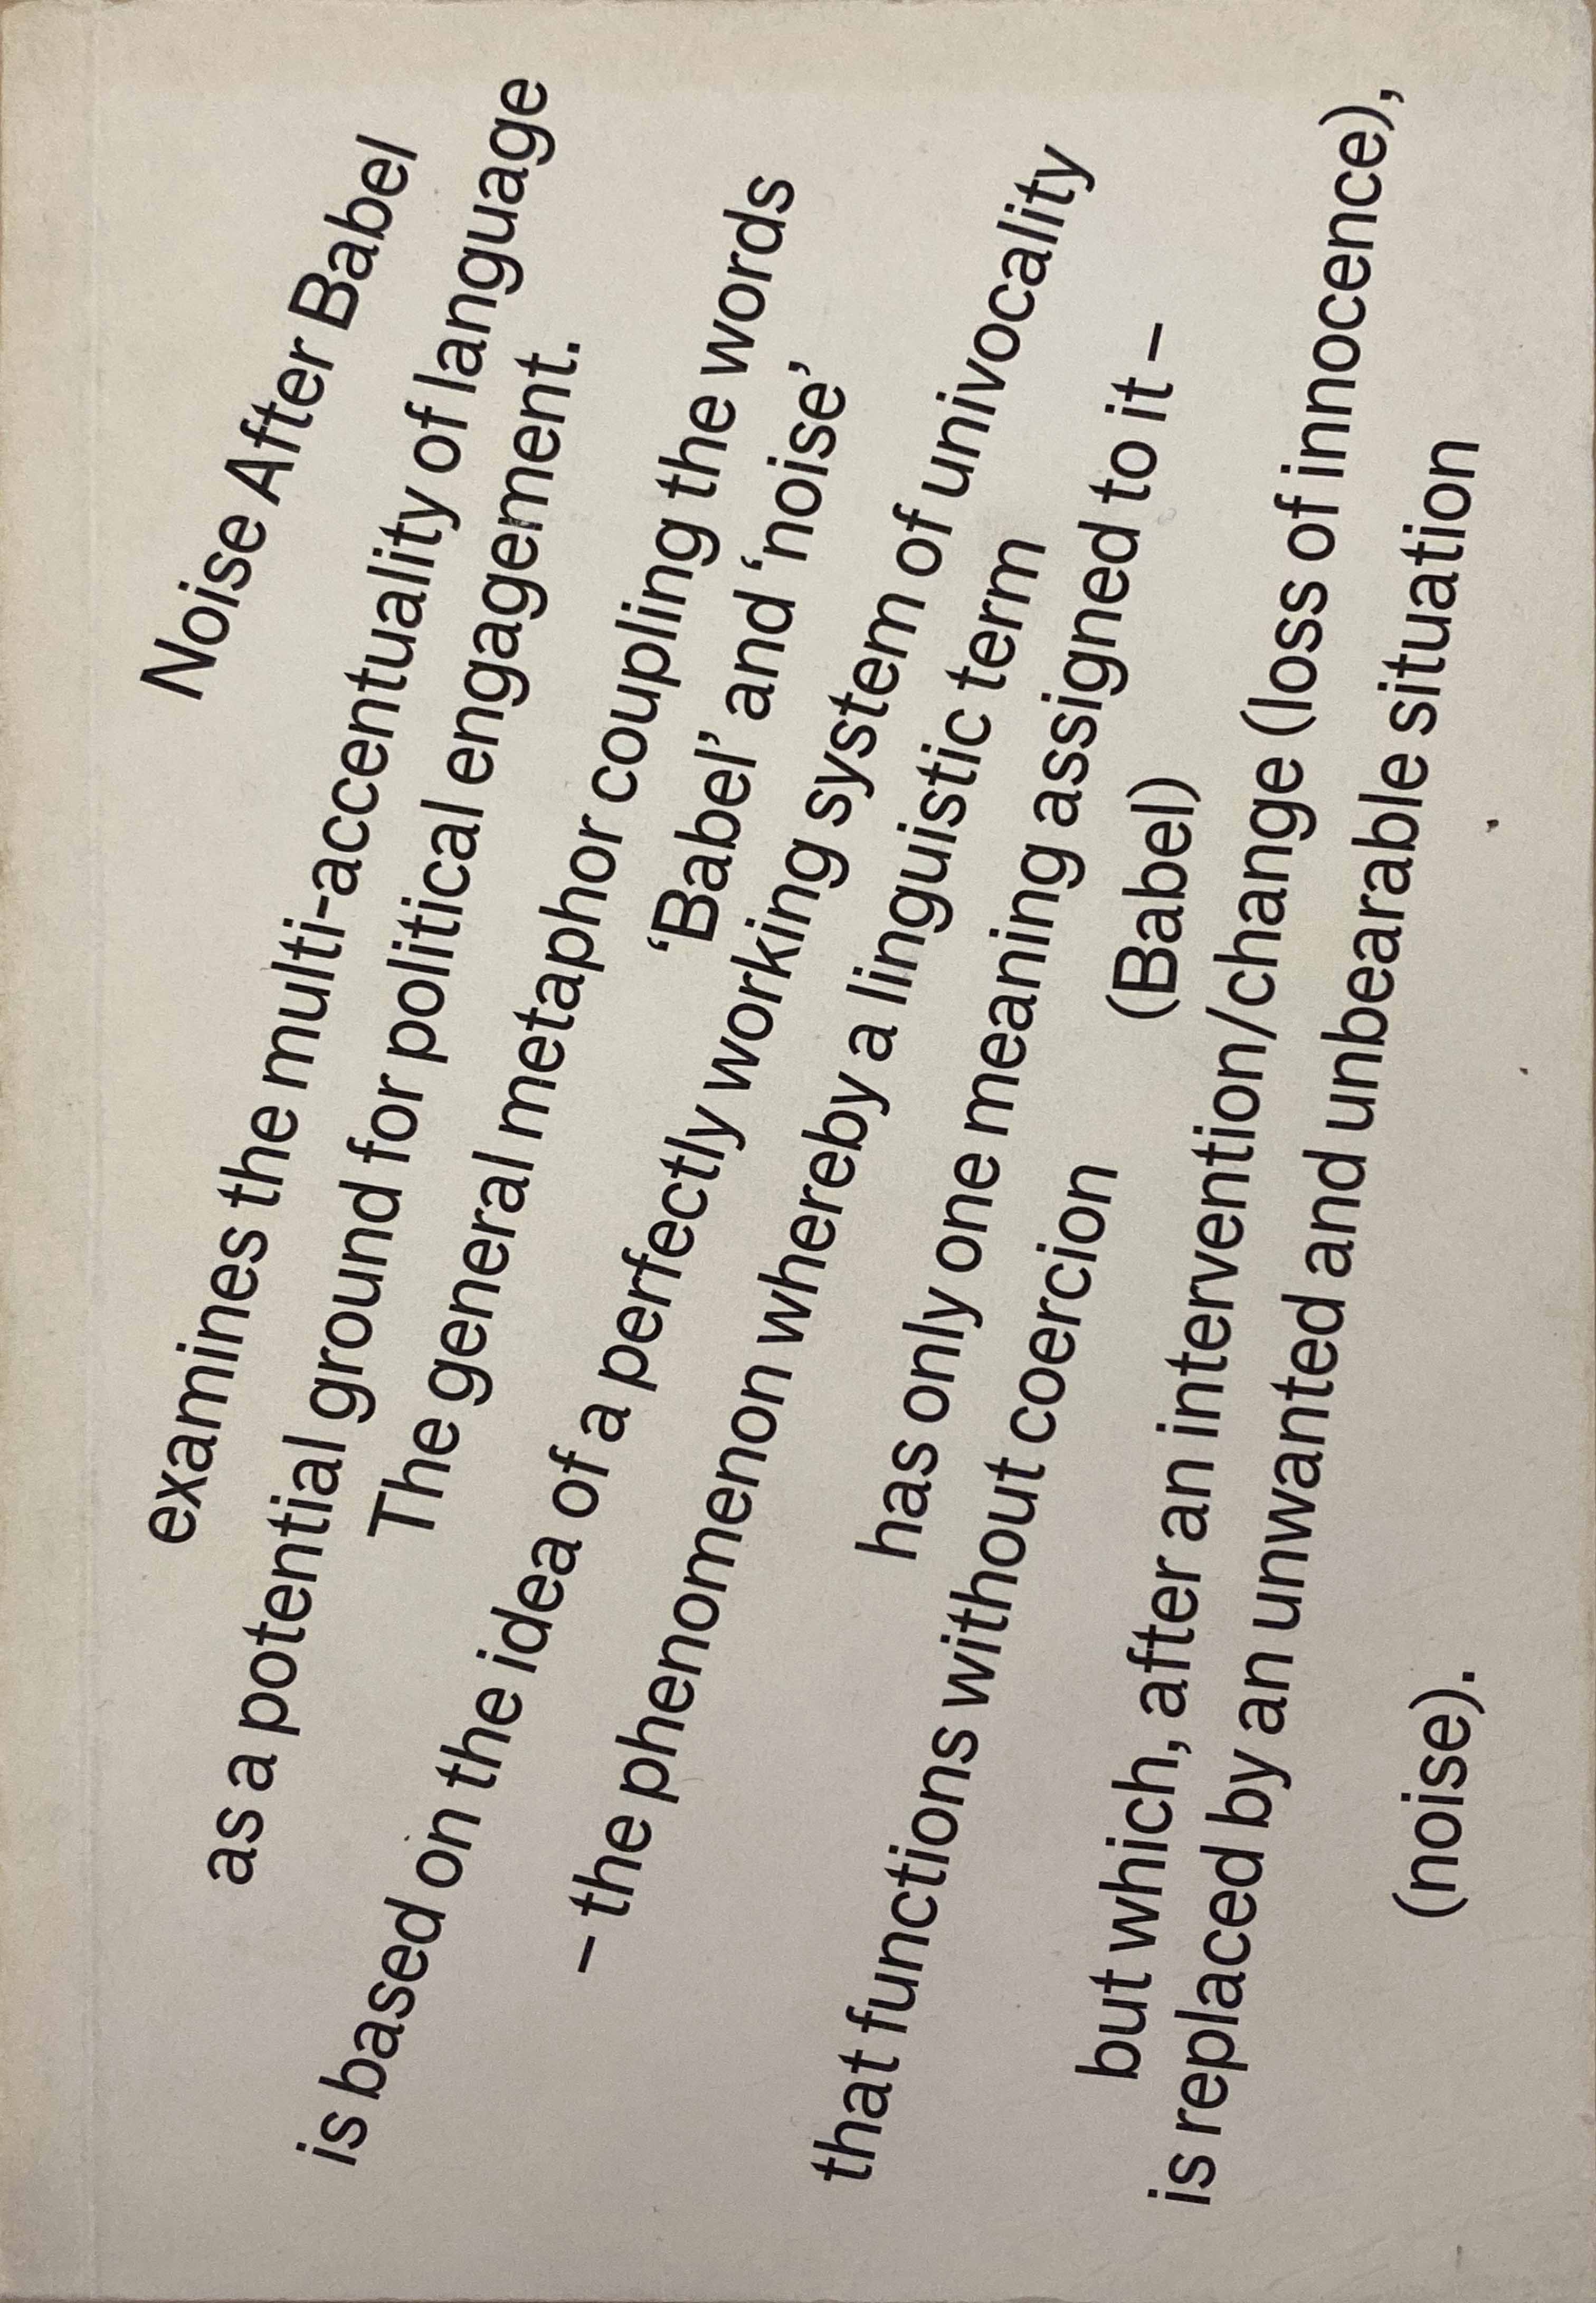 Noise After Babel
examines the multi-accentuality of language
as a potential ground for political engagement.
The general metaphor coupling the words
‘Babel’ and ‘noise’
is based on the idea of a perfectly working system of univocality
– the phenomenon whereby a linguistic term
has only one meaning assigned to it –
that functions without coercion
(Babel)
but which, after an intervention/change (loss of innocence),
is replaced by an unwanted and unbearable situation
(noise).